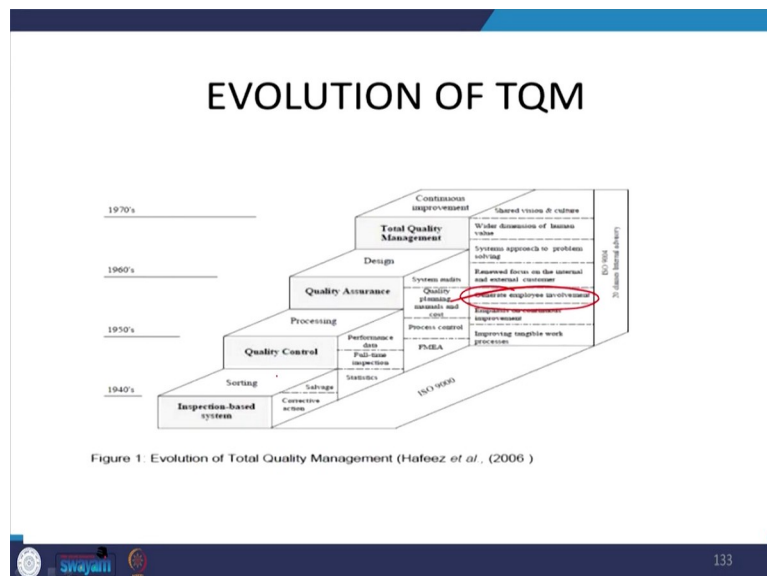 EVOLUTION OF TQM
Continuous
improvement
1970's
Shared vision & culture
Total Quality
Management
Wider dimension of human
value
Design
Systems approach to problem
solving
1960's
System audits
Renewed focus on the internal
and external customer
Quality Assurance
Quality
planning,
manuals and
cost
Generate employee involvement
Processing
Emphasis on continuous
improvement
1950's
Performance
data
Process control
Improving tangible work
processes
Quality Control
Full-time
inspection
FMEA
Sorting
Statistics
1940's
Salvage
Inspection-based
system
Corrective
action
ISO 9000
ISO 9004
20 clauses internal advisory
Figure 1: Evolution of Total Quality Management (Hafeez et al., (2006 )
swayam
133